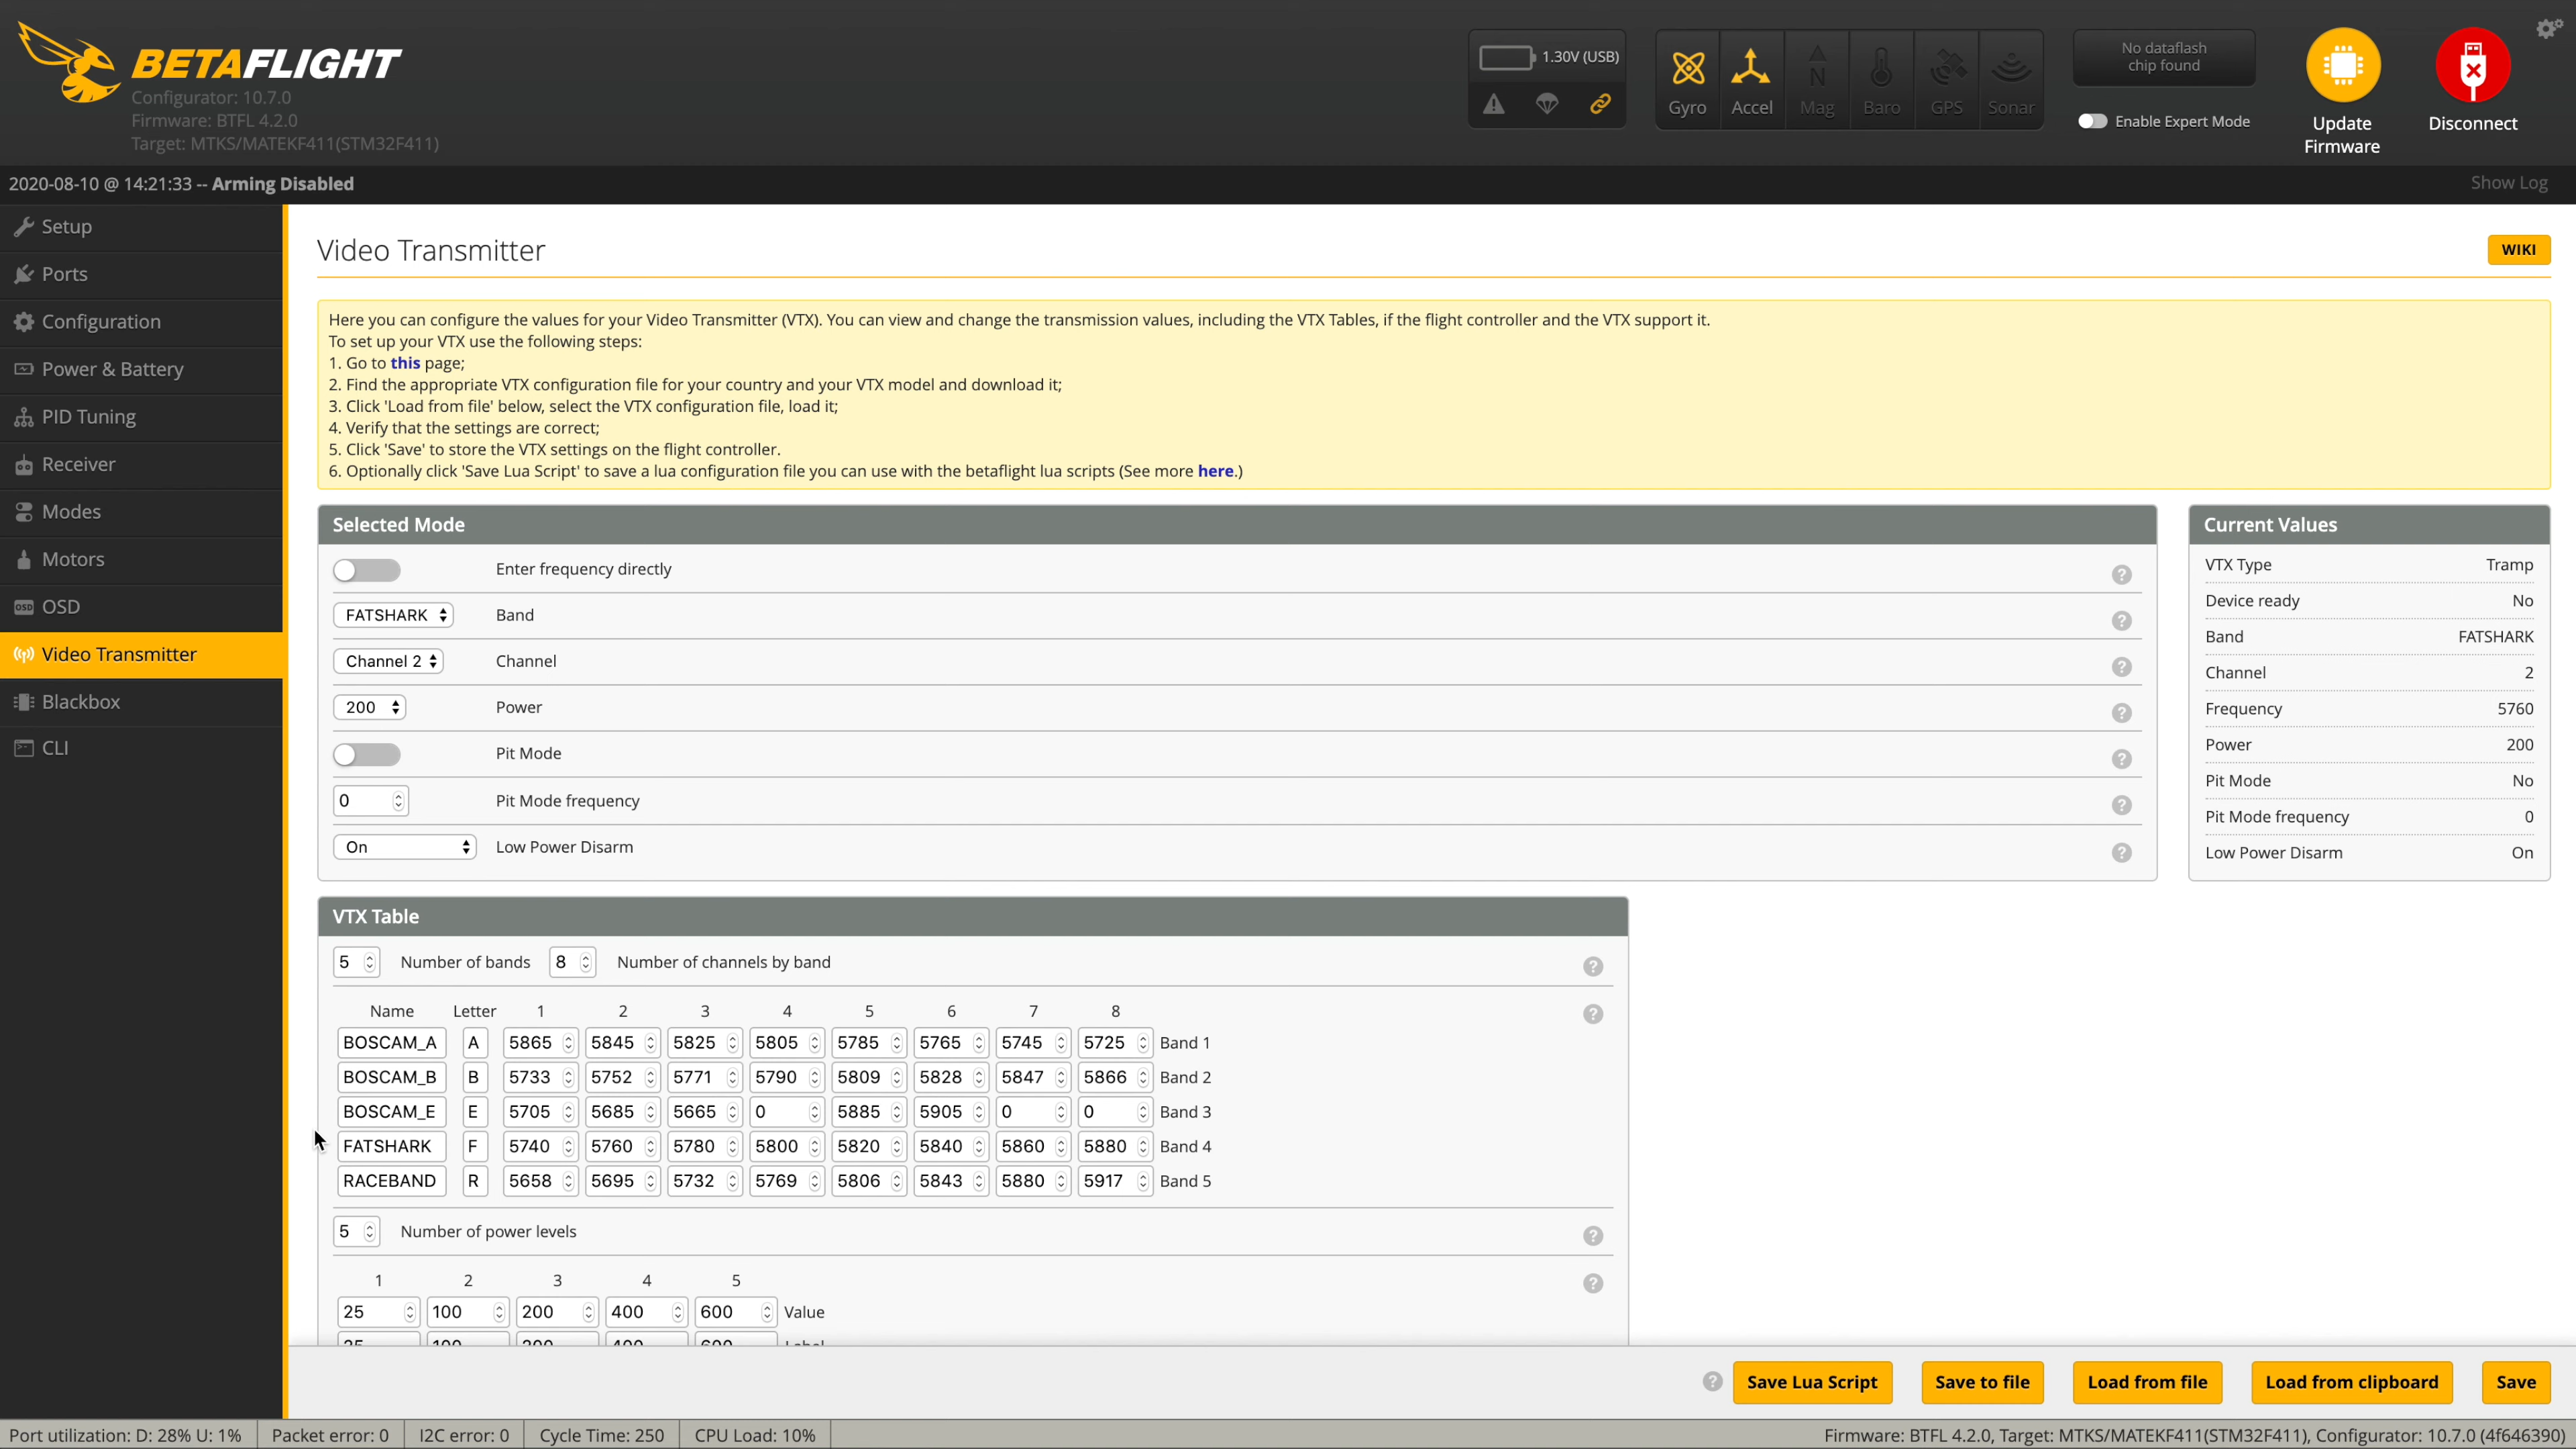 BETAFLIGHT
Configurator: 10.7.0
Firmware: BTFL 4.2.0
Target: MTKS/MATEKF411(STM32F411)
1.30V (USB)
Gyro
Accel
N
Mag
Baro
GPS
Sonar
No dataflash
chip found
Enable Expert Mode
Update
Firmware
Disconnect
2020-08-10 @ 14:21:33 -- Arming Disabled
Show Log
Setup
Ports
Configuration
Power & Battery
PID Tuning
Receiver
Modes
Motors
OSD OSD
Video Transmitter
Blackbox
CLI
Video Transmitter
WIKI
Here you can configure the values for your Video Transmitter (VTX). You can view and change the transmission values, including the VTX Tables, if the flight controller and the VTX support it.
To set up your VTX use the following steps:
1. Go to this page;
2. Find the appropriate VTX configuration file for your country and your VTX model and download it;
3. Click 'Load from file' below, select the VTX configuration file, load it;
4. Verify that the settings are correct;
5. Click 'Save' to store the VTX settings on the flight controller.
6. Optionally click 'Save Lua Script' to save a lua configuration file you can use with the betaflight lua scripts (See more here.)
Selected Mode
Enter frequency directly ?
FATSHARK Band ?
Channel 2 Channel ?
200 Power ?
Pit Mode ?
0 Pit Mode frequency ?
On Low Power Disarm ?
Current Values
VTX Type Tramp
Device ready No
Band FATSHARK
Channel 2
Frequency 5760
Power 200
Pit Mode No
Pit Mode frequency 0
Low Power Disarm On
VTX Table
5 Number of bands 8 Number of channels by band ?
Name Letter 1 2 3 4 5 6 7 8 ?
BOSCAM_A A 5865 5845 5825 5805 5785 5765 5745 5725 Band 1
BOSCAM_B B 5733 5752 5771 5790 5809 5828 5847 5866 Band 2
BOSCAM_E E 5705 5685 5665 0 5885 5905 0 0 Band 3
FATSHARK F 5740 5760 5780 5800 5820 5840 5860 5880 Band 4
RACEBAND R 5658 5695 5732 5769 5806 5843 5880 5917 Band 5
5 Number of power levels ?
1 2 3 4 5 ?
25 100 200 400 600 Value
25 100 200 400 600 Label
? Save Lua Script Save to file Load from file Load from clipboard Save
Port utilization: D: 28% U: 1% Packet error: 0 I2C error: 0 Cycle Time: 250 CPU Load: 10% Firmware: BTFL 4.2.0, Target: MTKS/MATEKF411(STM32F411), Configurator: 10.7.0 (4f646390)